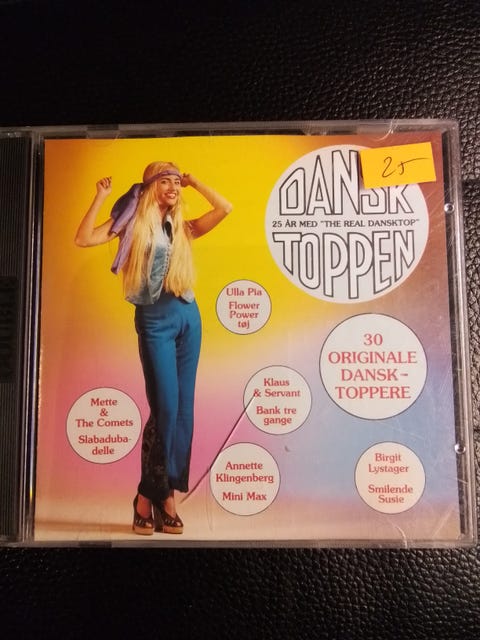 DANSK
25 ÅR MED "THE REAL DANSKTOP"
TOPPEN
25
Ulla Pia
Flower
Power
tøj
30
ORIGINALE
DANSK-
TOPPERE
Klaus
& Servant
Bank tre
gange
Mette
&
The Comets
Slabaduba-
delle
Annette
Klingenberg
Mini Max
Birgit
Lystager
Smilende
Susie